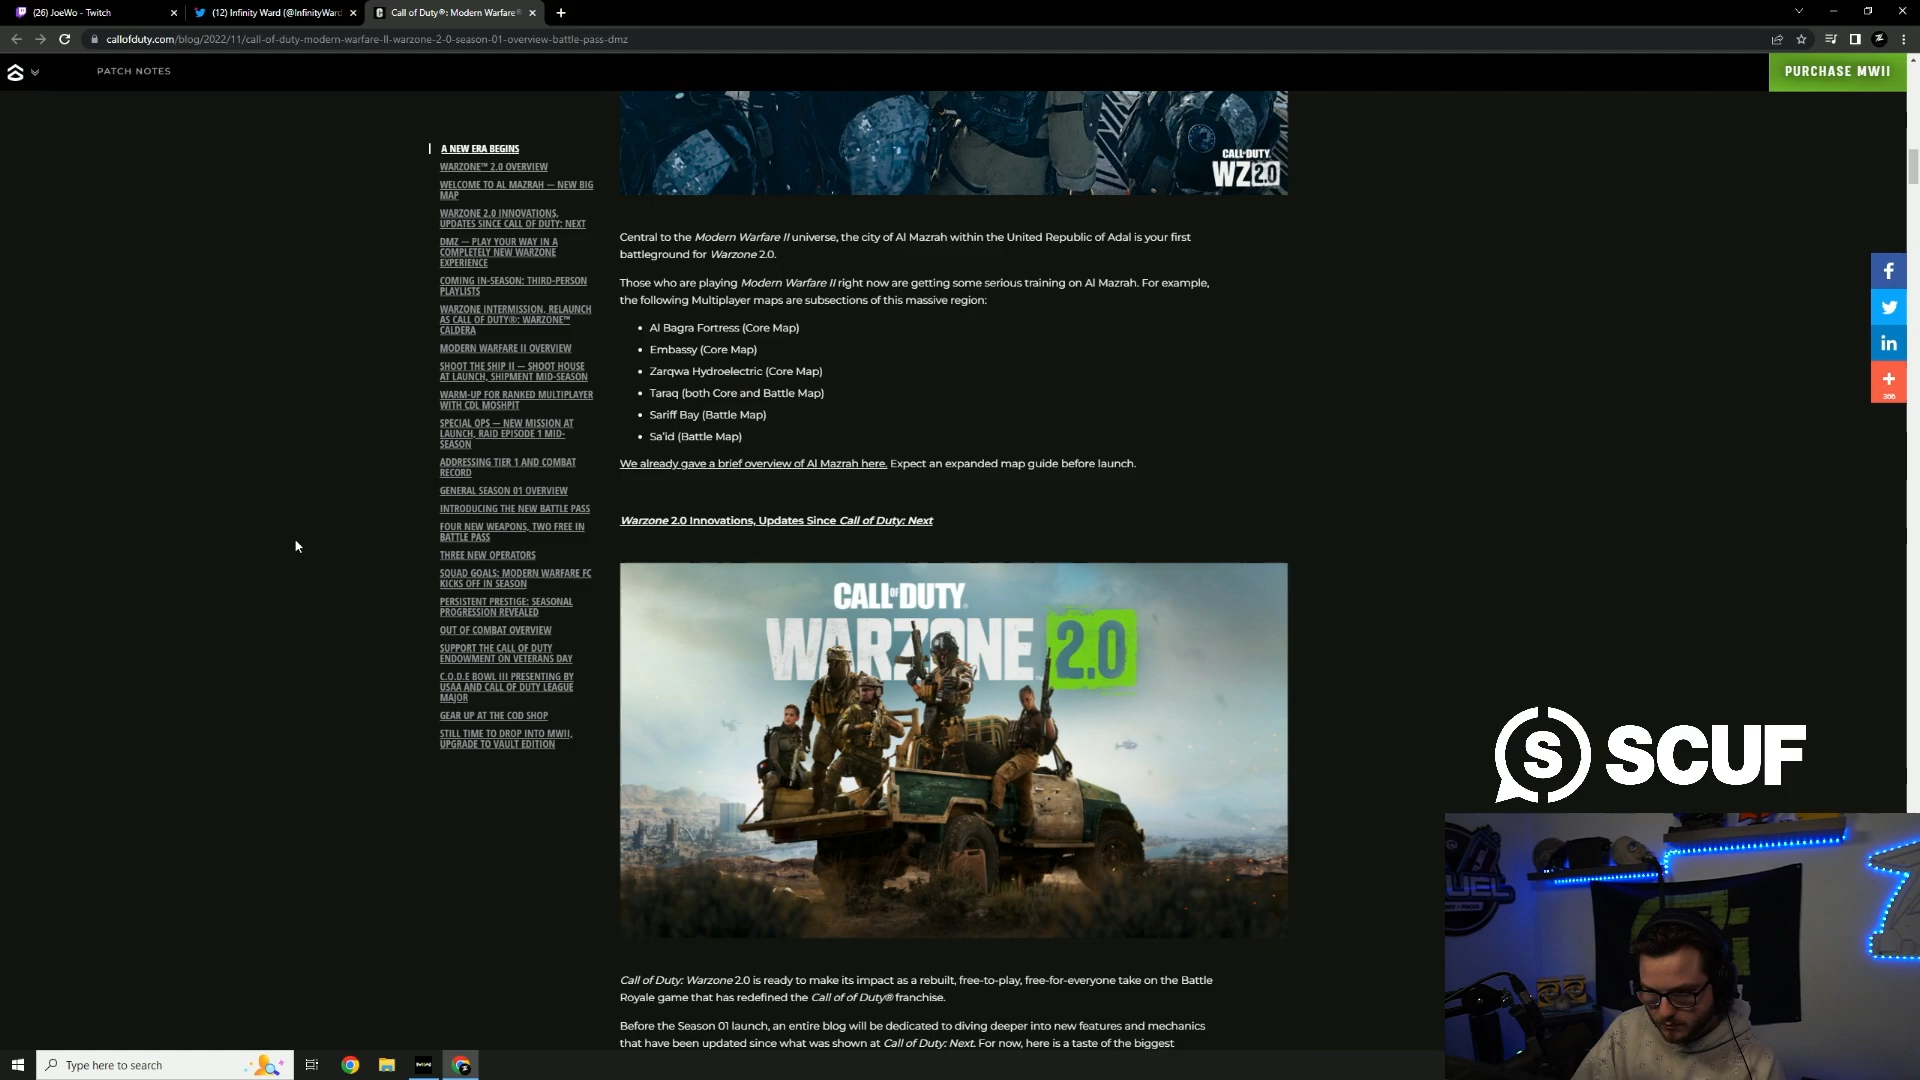 (26) JoeWo - Twitch
(12) Infinity Ward (@InfinityWard
Call of Duty®: Modern Warfare®
callofduty.com/blog/2022/11/call-of-duty-modern-warfare-II-warzone-2-0-season-01-overview-battle-pass-dmz
PATCH NOTES
PURCHASE MWII
A NEW ERA BEGINS
WARZONE™ 2.0 OVERVIEW
WELCOME TO AL MAZRAH — NEW BIG
MAP
WARZONE 2.0 INNOVATIONS,
UPDATES SINCE CALL OF DUTY: NEXT
DMZ — PLAY YOUR WAY IN A
COMPLETELY NEW WARZONE
EXPERIENCE
COMING IN-SEASON: THIRD-PERSON
PLAYLISTS
WARZONE INTERMISSION, RELAUNCH
AS CALL OF DUTY®: WARZONE™
CALDERA
MODERN WARFARE II OVERVIEW
SHOOT THE SHIP II — SHOOT HOUSE
AT LAUNCH, SHIPMENT MID-SEASON
WARM-UP FOR RANKED MULTIPLAYER
WITH CDL MOSHPIT
SPECIAL OPS — NEW MISSION AT
LAUNCH, RAID EPISODE 1 MID-
SEASON
ADDRESSING TIER 1 AND COMBAT
RECORD
GENERAL SEASON 01 OVERVIEW
INTRODUCING THE NEW BATTLE PASS
FOUR NEW WEAPONS, TWO FREE IN
BATTLE PASS
THREE NEW OPERATORS
SQUAD GOALS: MODERN WARFARE FC
KICKS OFF IN SEASON
PERSISTENT PRESTIGE: SEASONAL
PROGRESSION REVEALED
OUT OF COMBAT OVERVIEW
SUPPORT THE CALL OF DUTY
ENDOWMENT ON VETERANS DAY
C.O.D.E BOWL III PRESENTING BY
USAA AND CALL OF DUTY LEAGUE
MAJOR
GEAR UP AT THE COD SHOP
STILL TIME TO DROP INTO MWII,
UPGRADE TO VAULT EDITION
CALL OF DUTY
WZ 2.0
Central to the Modern Warfare II universe, the city of Al Mazrah within the United Republic of Adal is your first
battleground for Warzone 2.0.
Those who are playing Modern Warfare II right now are getting some serious training on Al Mazrah. For example,
the following Multiplayer maps are subsections of this massive region:
• Al Bagra Fortress (Core Map)
• Embassy (Core Map)
• Zarqwa Hydroelectric (Core Map)
• Taraq (both Core and Battle Map)
• Sariff Bay (Battle Map)
• Sa'id (Battle Map)
We already gave a brief overview of Al Mazrah here. Expect an expanded map guide before launch.
Warzone 2.0 Innovations, Updates Since Call of Duty: Next
CALL OF DUTY®
WARZONE™ 2.0
Call of Duty: Warzone 2.0 is ready to make its impact as a rebuilt, free-to-play, free-for-everyone take on the Battle
Royale game that has redefined the Call of of Duty® franchise.
Before the Season 01 launch, an entire blog will be dedicated to diving deeper into new features and mechanics
that have been updated since what was shown at Call of Duty: Next. For now, here is a taste of the biggest
366
S SCUF
Type here to search